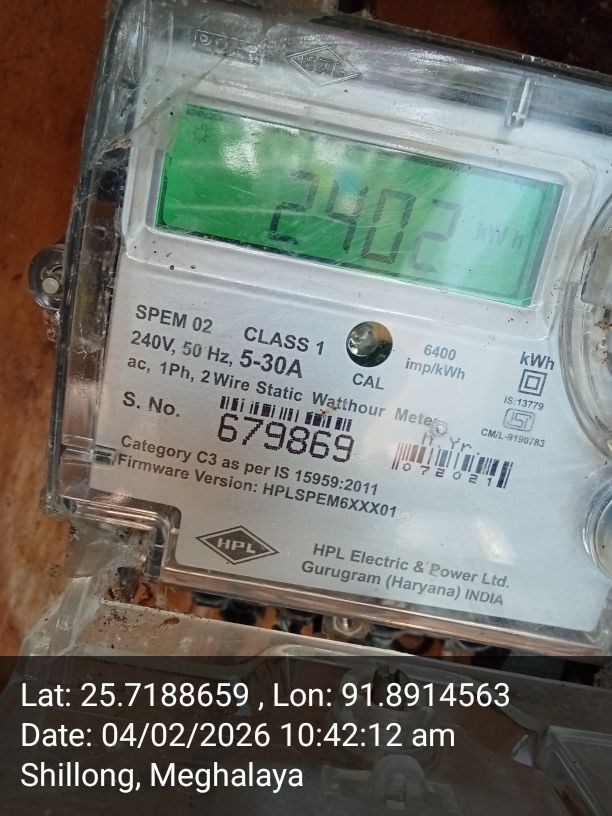 HPL
2402 kWh
SPEM 02 CLASS 1
240V, 50 Hz, 5-30A
CAL
6400
imp/kWh
kWh
ac, 1Ph, 2Wire Static Watthour Meter
IS:13779
S. No.
679869
CM/L-9190783
Yr.
072021
Category C3 as per IS 15959:2011
Firmware Version: HPLSPEM6XXX01
HPL
HPL Electric & Power Ltd.
Gurugram (Haryana) INDIA
Lat: 25.7188659 , Lon: 91.8914563
Date: 04/02/2026 10:42:12 am
Shillong, Meghalaya